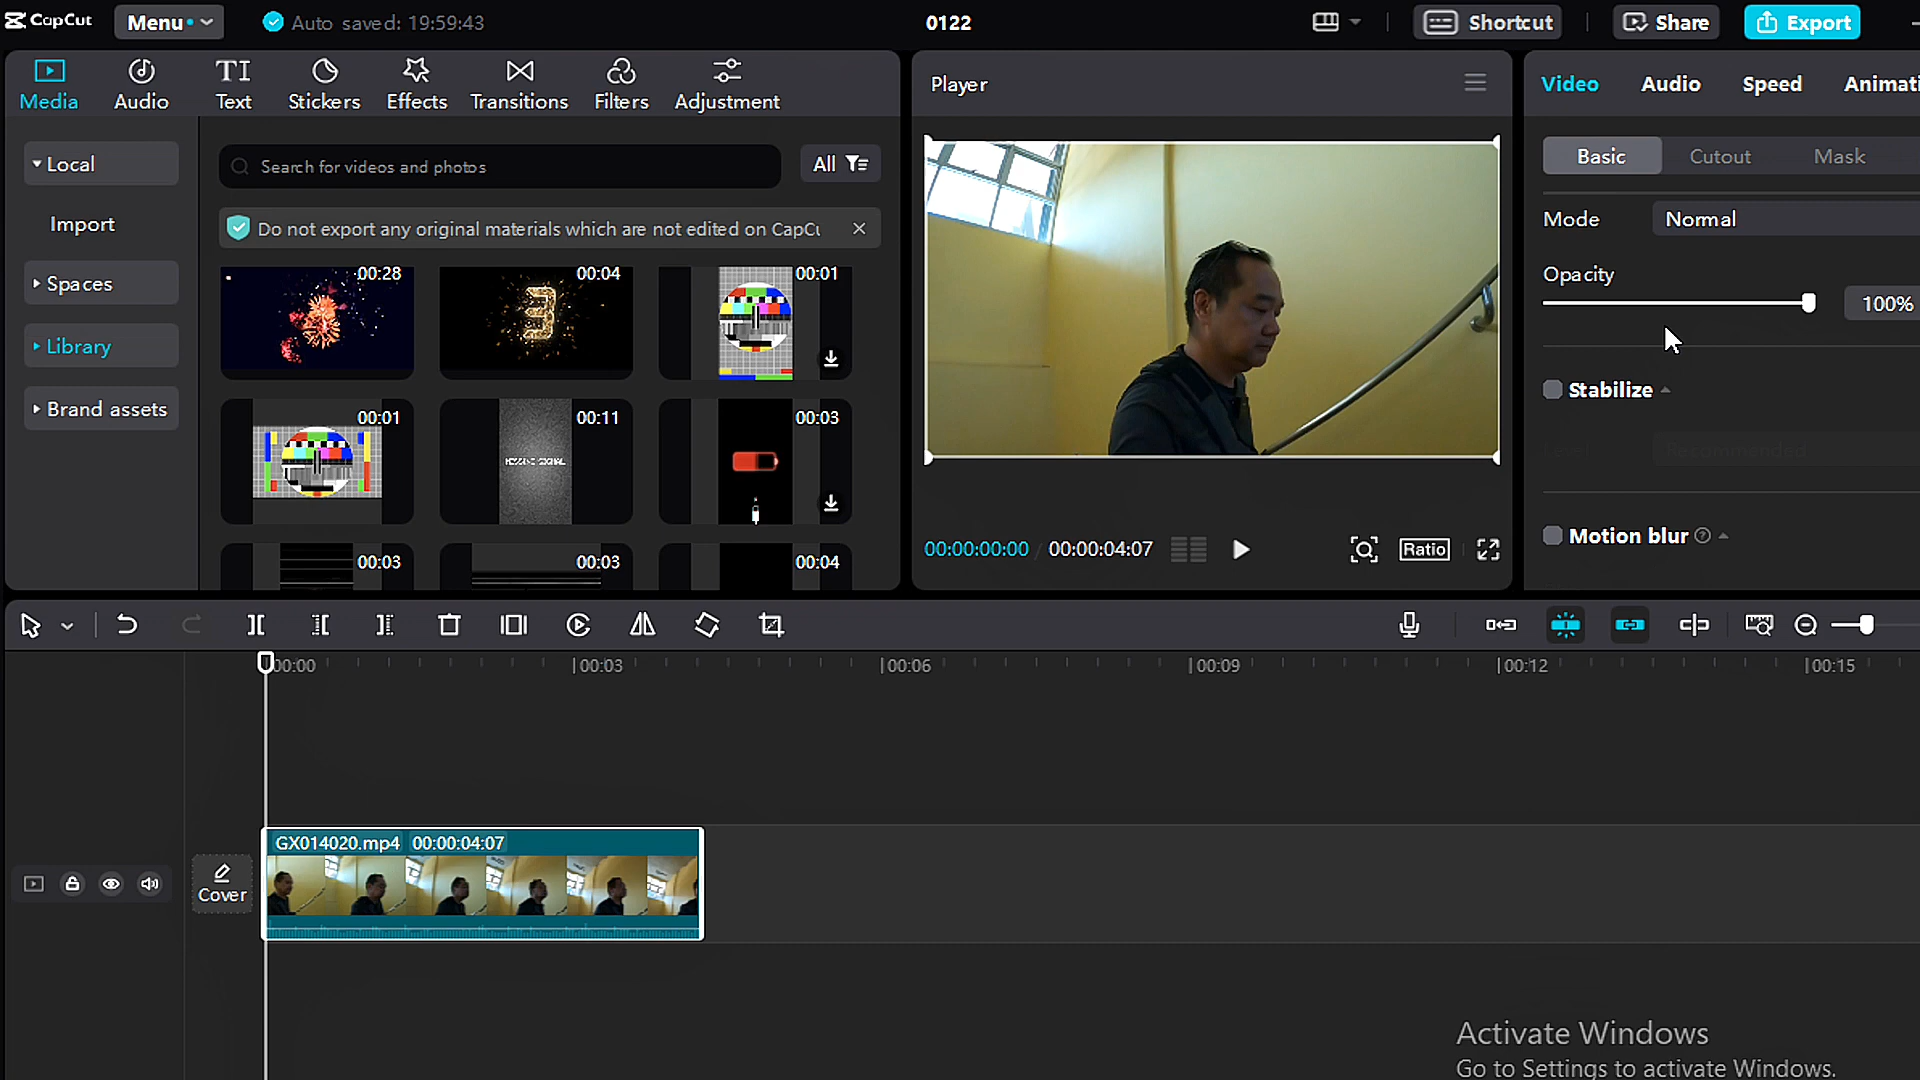 CapCut
Menu
Auto saved: 19:59:43
0122
Shortcut
Share
Export
Media
Audio
Text
Stickers
Effects
Transitions
Filters
Adjustment
Player
Video
Audio
Speed
Animati
Local
Import
Spaces
Library
Brand assets
Search for videos and photos
All
Do not export any original materials which are not edited on CapCu
00:28
00:04
00:01
00:01
00:11
00:03
00:03
00:03
00:04
Basic
Cutout
Mask
Mode
Normal
Opacity
100%
Stabilize
Level
Recommended
Motion blur
00:00:00:00 / 00:00:04:07
Ratio
00:00
00:03
00:06
00:09
00:12
00:15
GX014020.mp4 00:00:04:07
Cover
Activate Windows
Go to Settings to activate Windows.